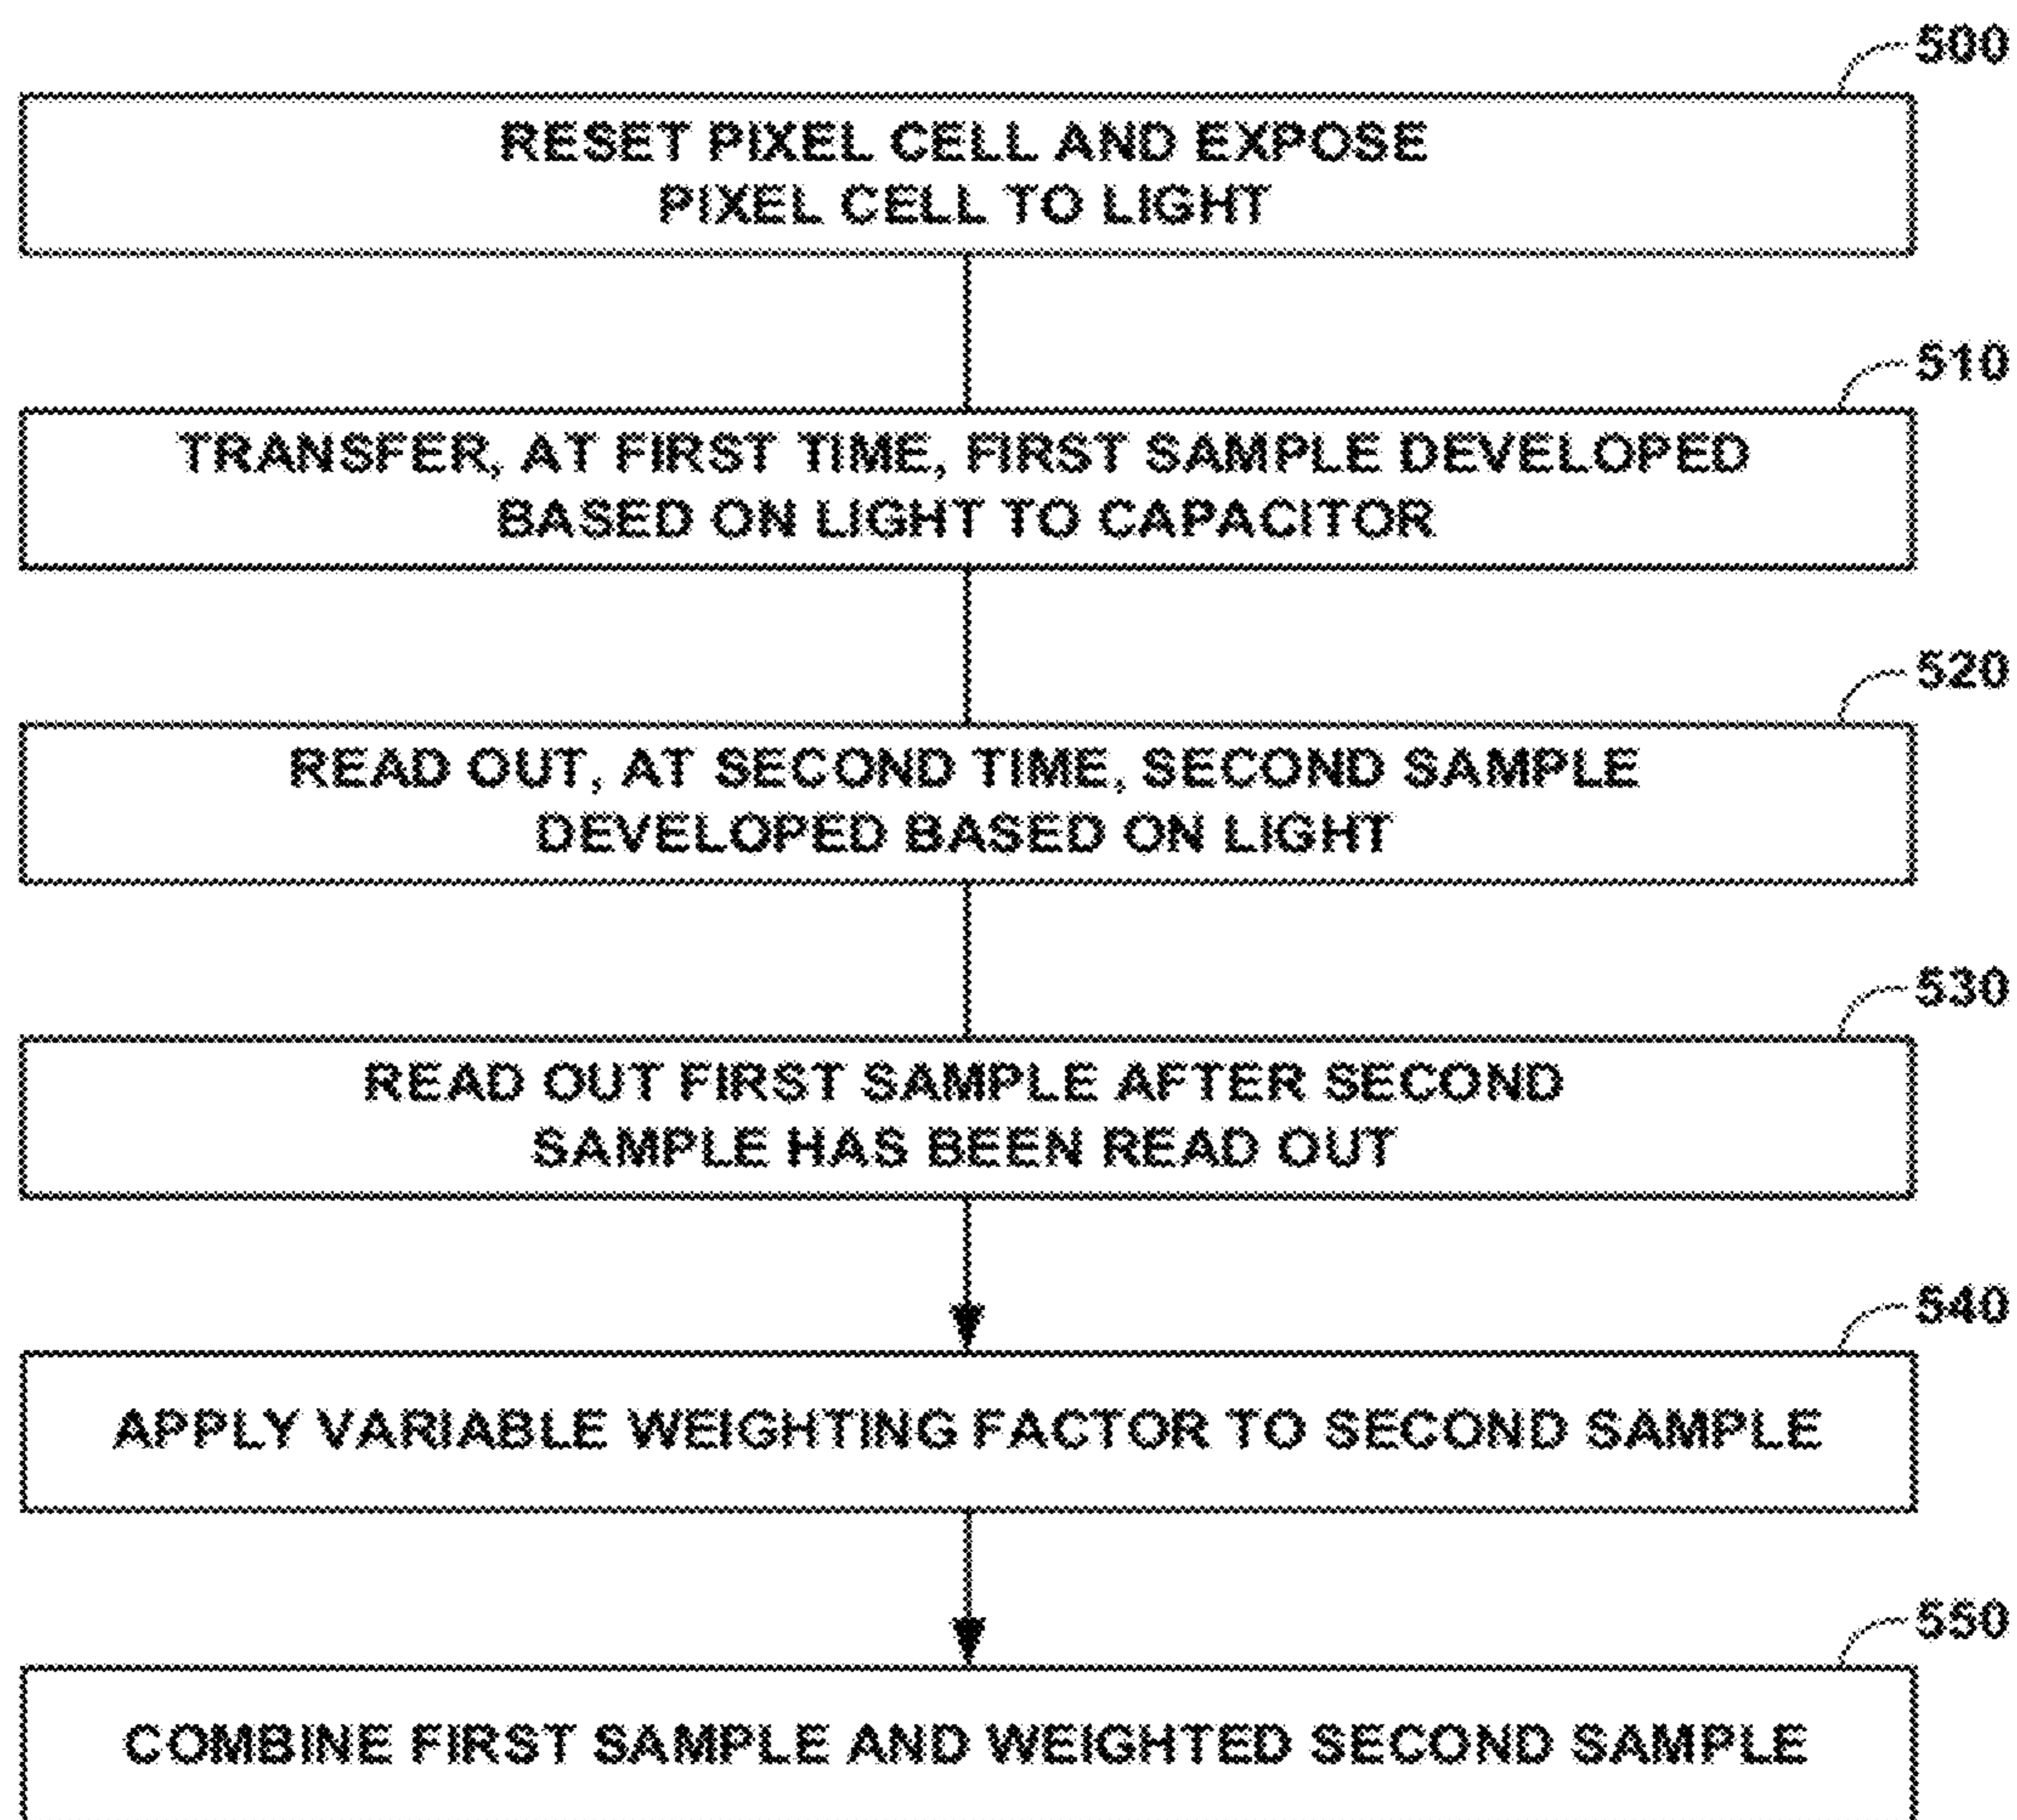 500
RESET PIXEL CELL AND EXPOSE
PIXEL CELL TO LIGHT
510
TRANSFER, AT FIRST TIME, FIRST SAMPLE DEVELOPED
BASED ON LIGHT TO CAPACITOR
520
READ OUT, AT SECOND TIME, SECOND SAMPLE
DEVELOPED BASED ON LIGHT
530
READ OUT FIRST SAMPLE AFTER SECOND
SAMPLE HAS BEEN READ OUT
540
APPLY VARIABLE WEIGHTING FACTOR TO SECOND SAMPLE
550
COMBINE FIRST SAMPLE AND WEIGHTED SECOND SAMPLE